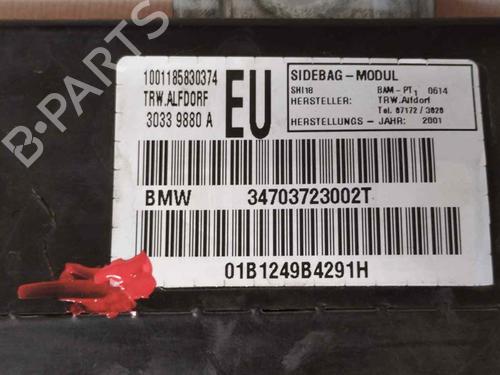 1001185830374
TRW.ALFDORF
3033 9880 A
EU
SIDEBAG-MODUL
SHI18 BAM-PT1 0614
HERSTELLER: TRW.Alfdorf
Tel. 07172 / 3026
HERSTELLUNGS - JAHR: 2001
BMW 34703723002T
01B1249B4291H
B-PARTS